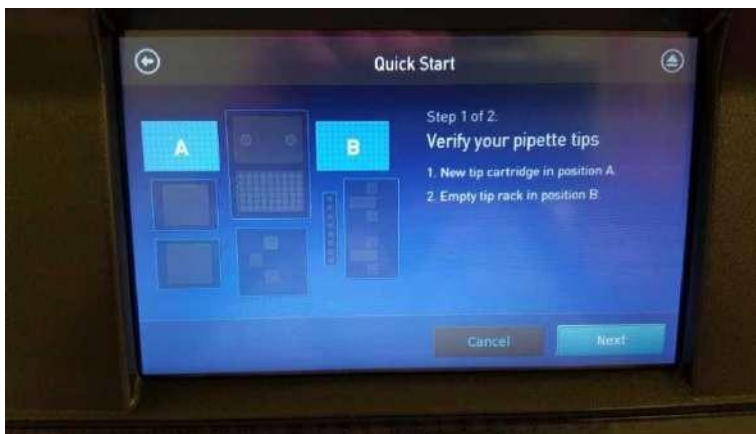 Quick Start
A
B
Step 1 of 2:
Verify your pipette tips
1. New tip cartridge in position A.
2. Empty tip rack in position B.
Cancel
Next